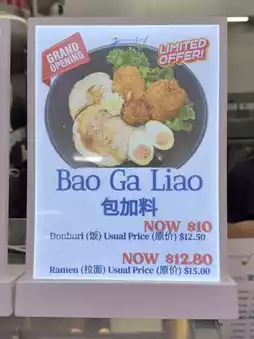 GRAND
OPENING
LIMITED
OFFER!
Bao Ga Liao
包加料
NOW $10
Donburi (饭) Usual Price (原价) $12.50
NOW $12.80
Ramen (拉面) Usual Price (原价) $15.00